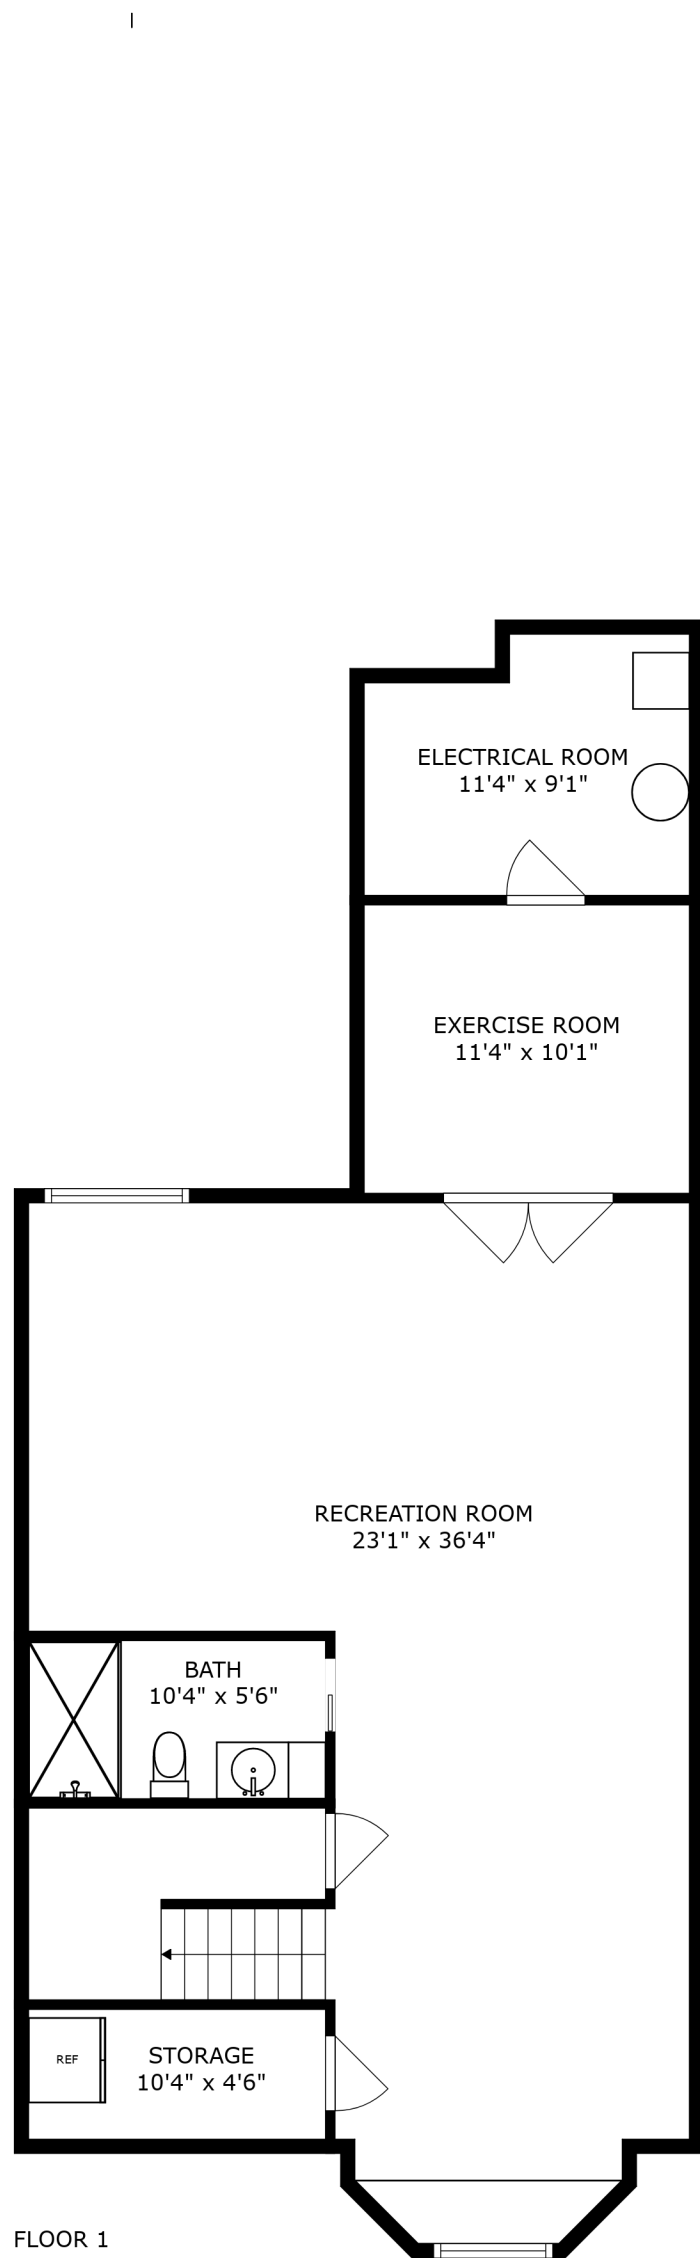 ELECTRICAL ROOM
11'4" x 9'1"
EXERCISE ROOM
11'4" x 10'1"
RECREATION ROOM
23'1" x 36'4"
BATH
10'4" x 5'6"
REF
STORAGE
10'4" x 4'6"
FLOOR 1